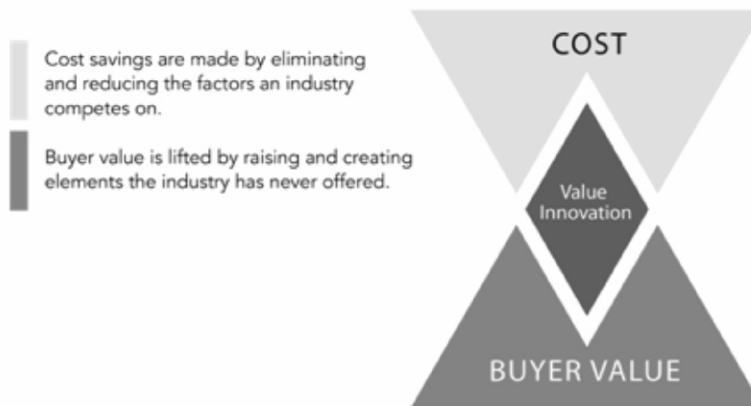 Cost savings are made by eliminating
and reducing the factors an industry
competes on.
Buyer value is lifted by raising and creating
elements the industry has never offered.
COST
Value
Innovation
BUYER VALUE